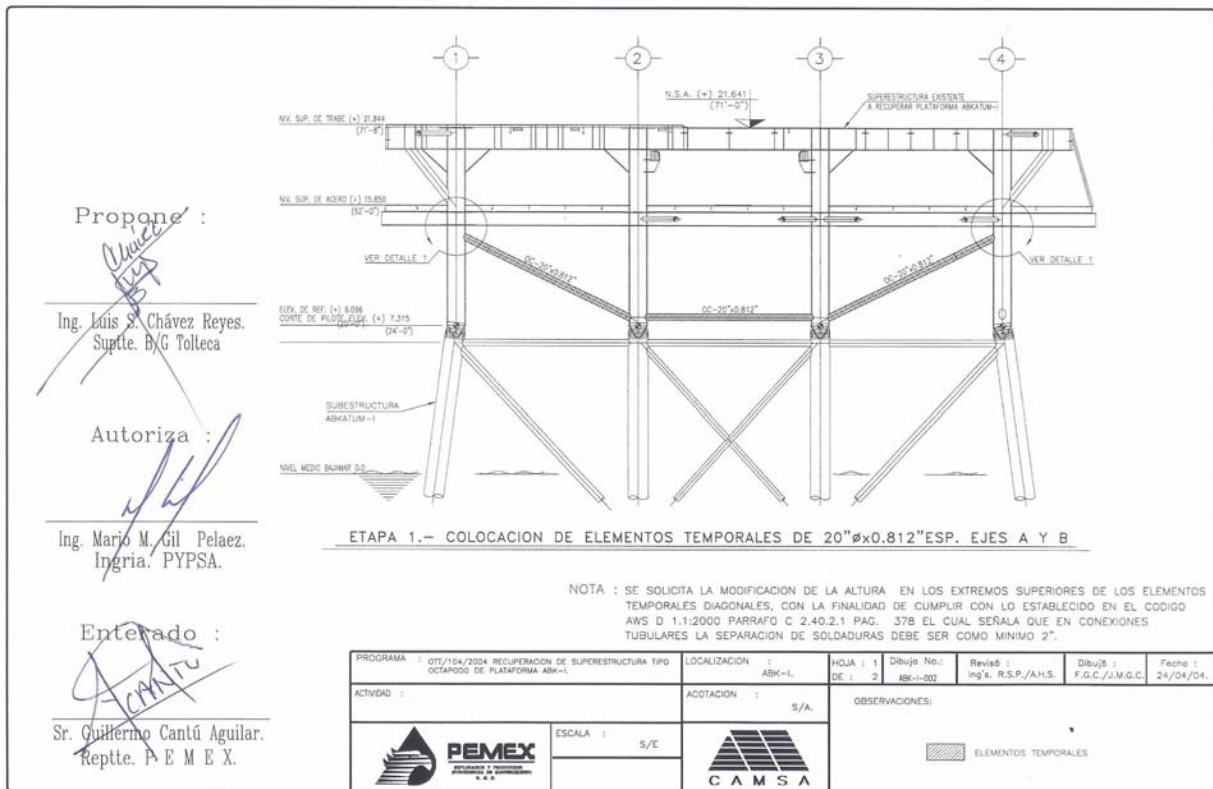 1
2
3
4
N.S.A. (+) 21.641
(71'-0")
SUPERESTRUCTURA EXISTENTE
A RECUPERAR PLATAFORMA ABKATUM-I
NIV. SUP. DE TRABE (+) 21.844
(71'-8")
NIV. SUP. DE ACERO (+) 15.850
(52'-0")
VER DETALLE 1
VER DETALLE 1
OC-20"x0.812"
OC-20"x0.812"
OC-20"x0.812"
ELEV. DE REF. (+) 6.096
(20'-0")
CORTE DE PILOTE ELEV. (+) 7.315
(24'-0")
SUBESTRUCTURA
ABKATUM-I
NIVEL MEDIO BAJAMAR 0.0
ETAPA 1.- COLOCACION DE ELEMENTOS TEMPORALES DE 20"øx0.812"ESP. EJES A Y B
Propone :
Chávez
Ing. Luis S. Chávez Reyes.
Suptte. B/G Tolteca
Autoriza :
Ing. Mario M. Gil Pelaez.
Ingria. PYPSA.
Enterado :
CANTU
Sr. Guillermo Cantú Aguilar.
Reptte. P E M E X.
NOTA : SE SOLICITA LA MODIFICACION DE LA ALTURA EN LOS EXTREMOS SUPERIORES DE LOS ELEMENTOS
TEMPORALES DIAGONALES, CON LA FINALIDAD DE CUMPLIR CON LO ESTABLECIDO EN EL CODIGO
AWS D 1.1:2000 PARRAFO C 2.40.2.1 PAG. 378 EL CUAL SEÑALA QUE EN CONEXIONES
TUBULARES LA SEPARACION DE SOLDADURAS DEBE SER COMO MINIMO 2".
PROGRAMA : OTT/104/2004 RECUPERACION DE SUPERESTRUCTURA TIPO
OCTAPODO DE PLATAFORMA ABK-I.
LOCALIZACION :
ABK-I.
HOJA : 1
DE : 2
Dibujo No.:
ABK-I-002
Revisó :
Ing's. R.S.P./A.H.S.
Dibujó :
F.G.C./J.M.G.C.
Fecha :
24/04/04.
ACTIVIDAD :
ACOTACION :
S/A.
OBSERVACIONES:
PEMEX
EXPLORACION Y PRODUCCION
ESCALA :
S/E
CAMSA
ELEMENTOS TEMPORALES